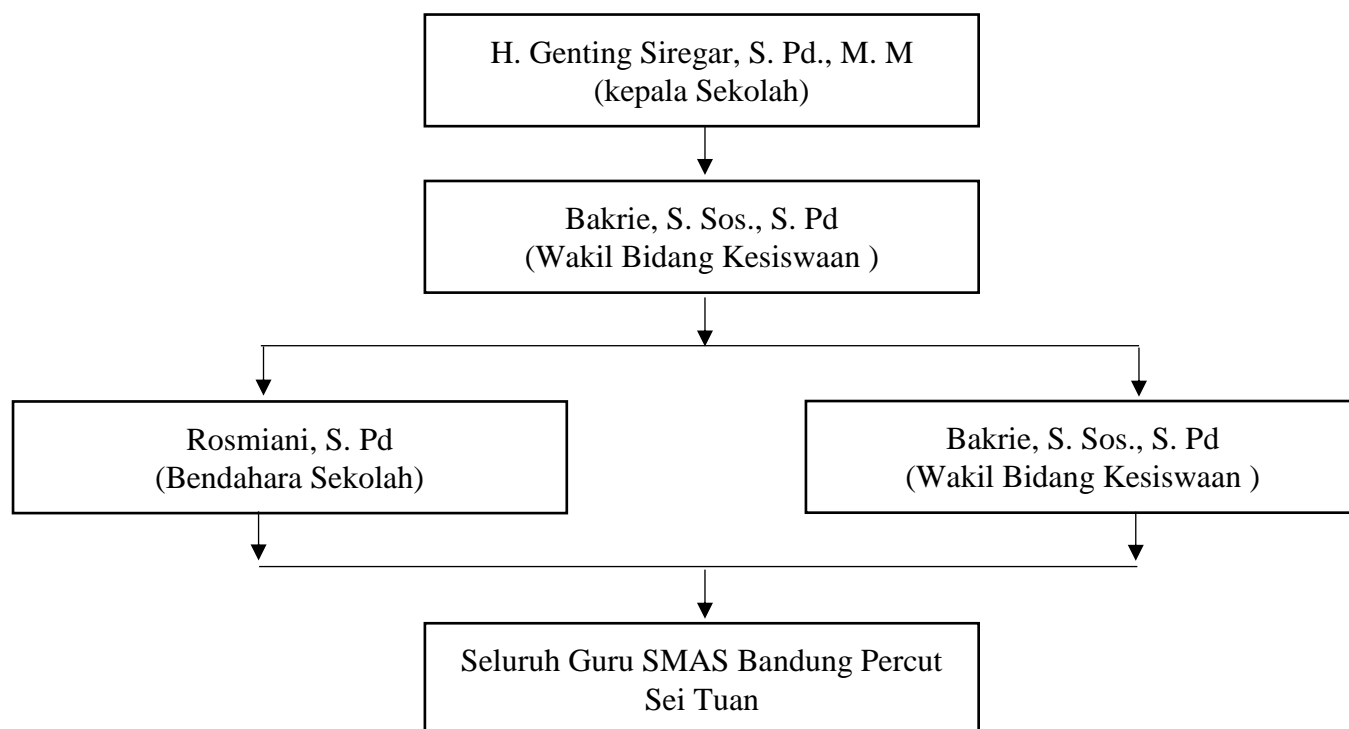 H. Genting Siregar, S. Pd., M. M
(kepala Sekolah)
Bakrie, S. Sos., S. Pd
(Wakil Bidang Kesiswaan )
Rosmiani, S. Pd
(Bendahara Sekolah)
Bakrie, S. Sos., S. Pd
(Wakil Bidang Kesiswaan )
Seluruh Guru SMAS Bandung Percut
Sei Tuan